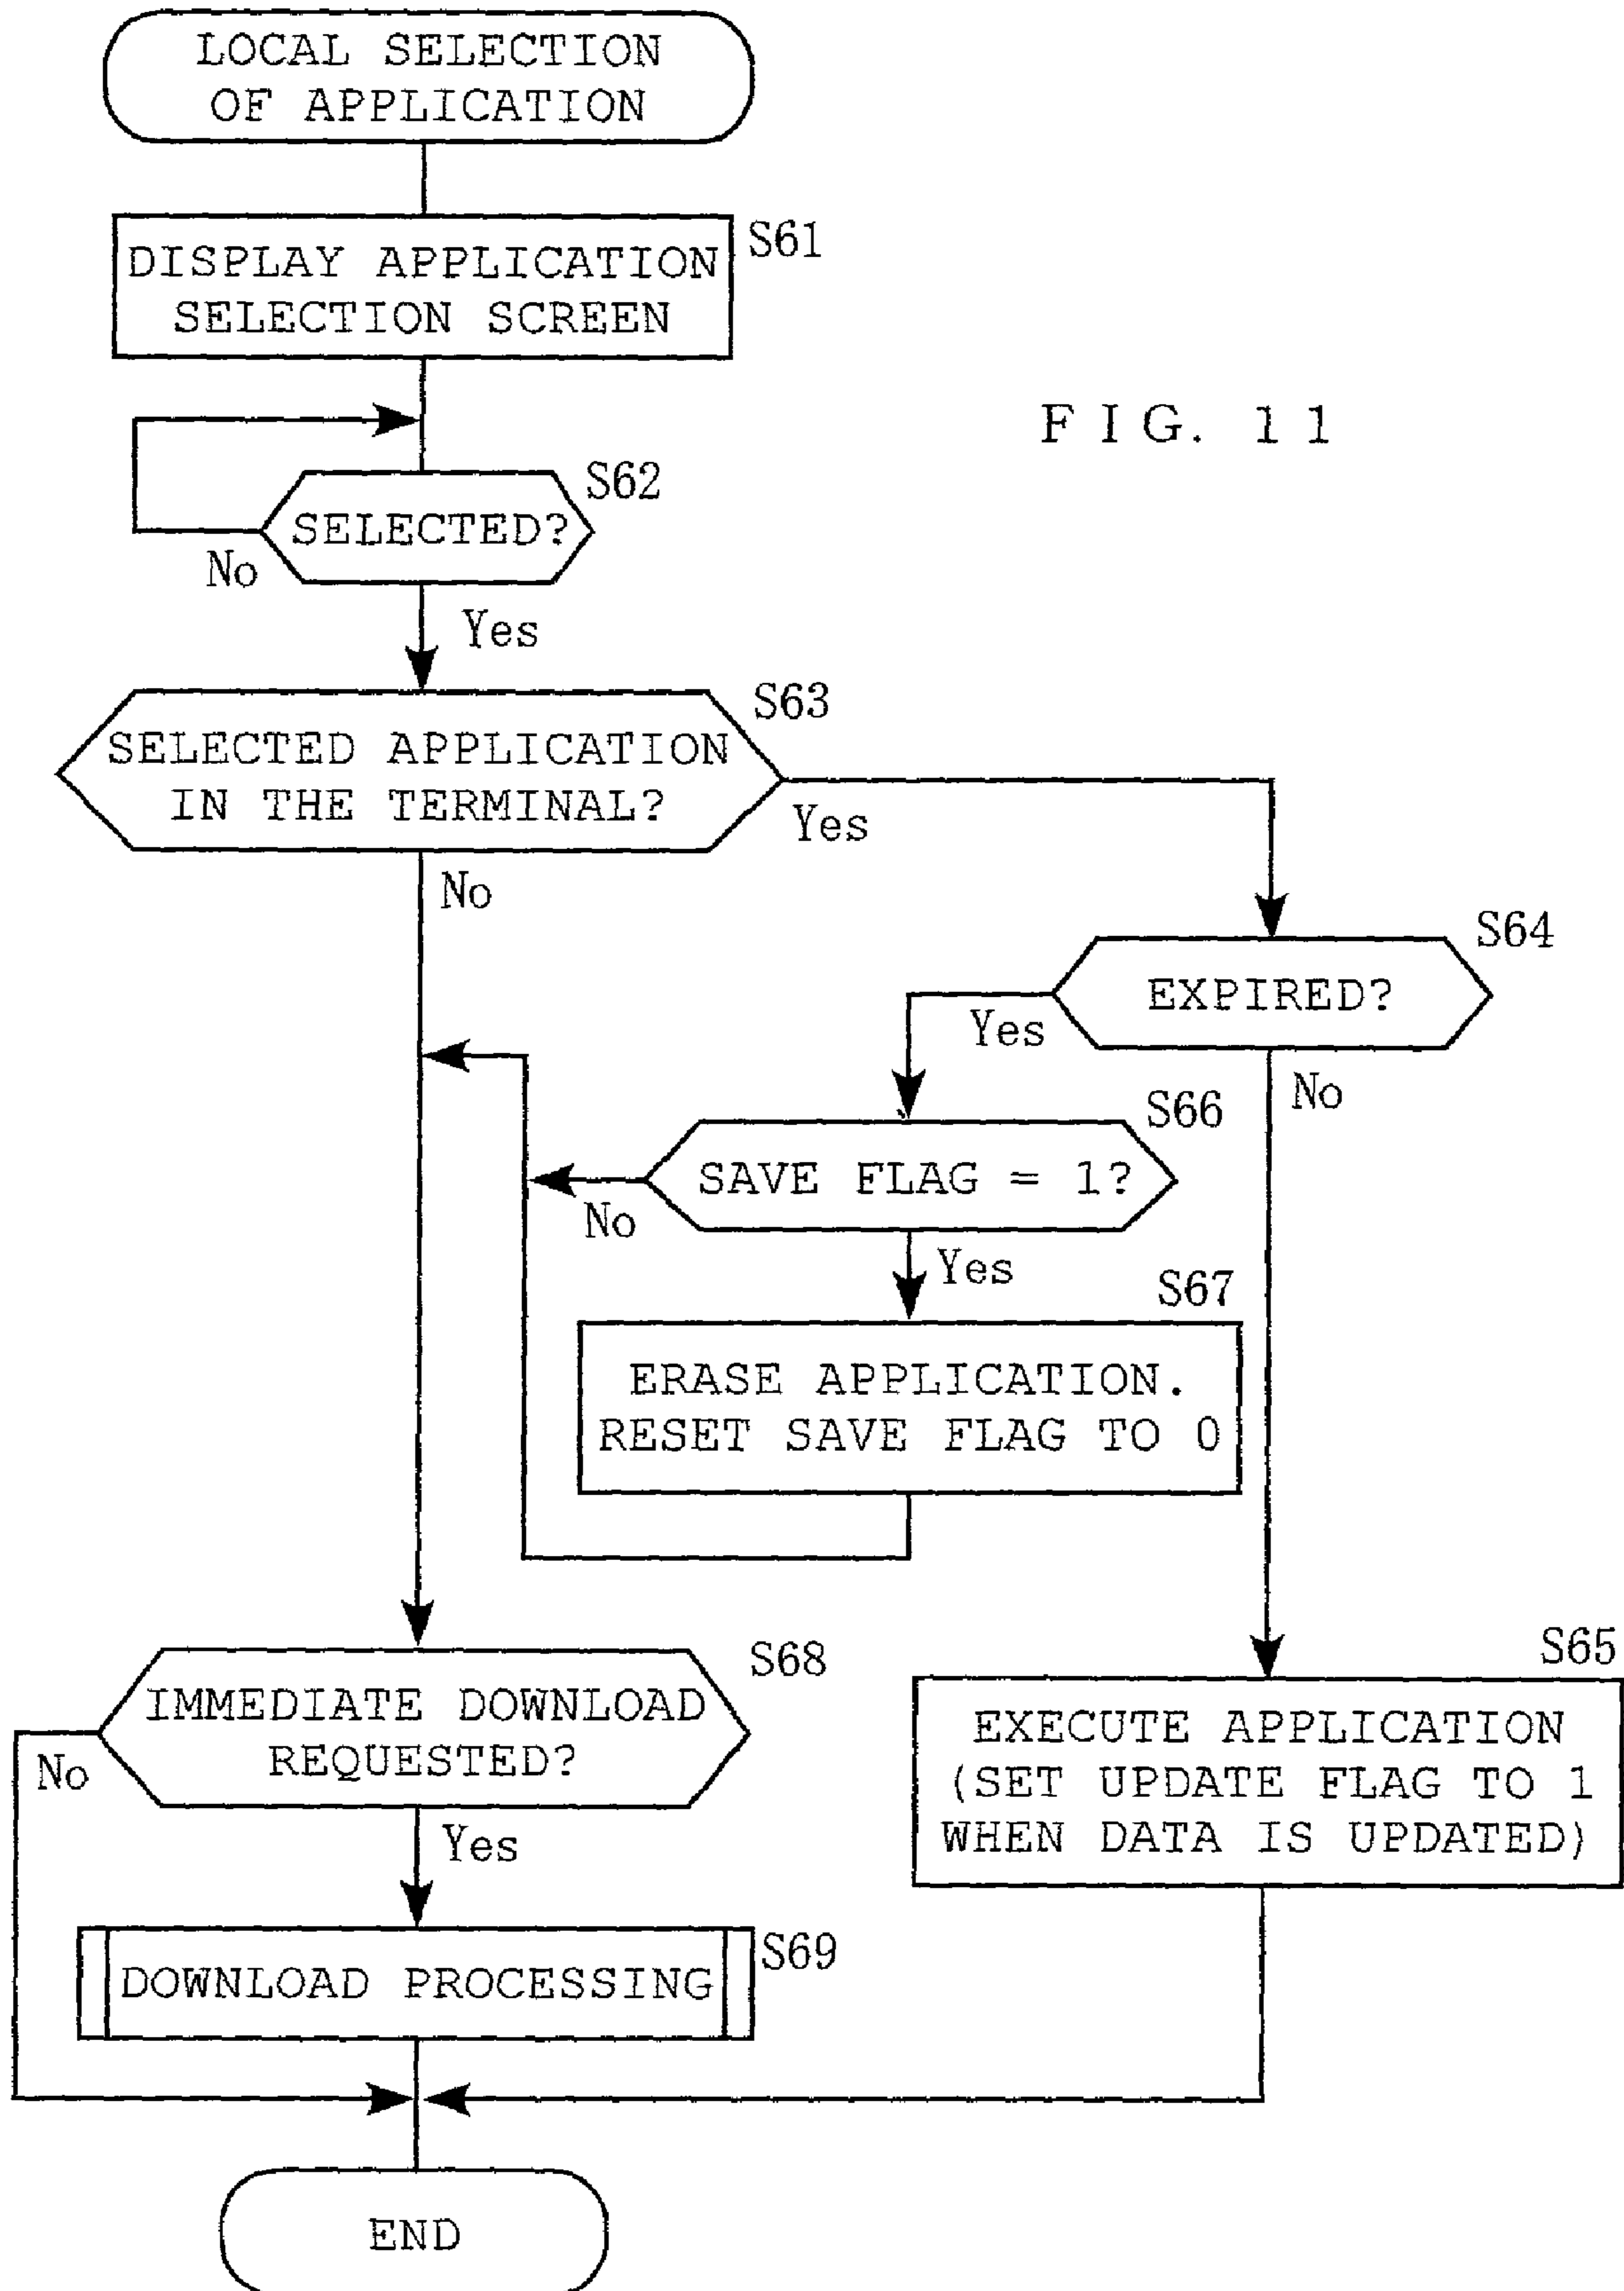 LOCAL SELECTION
OF APPLICATION
S61
DISPLAY APPLICATION
SELECTION SCREEN
FIG. 11
S62
SELECTED?
No
Yes
S63
SELECTED APPLICATION
IN THE TERMINAL?
Yes
No
S64
EXPIRED?
Yes
No
S66
SAVE FLAG = 1?
No
Yes
S67
ERASE APPLICATION.
RESET SAVE FLAG TO 0
S68
IMMEDIATE DOWNLOAD
REQUESTED?
No
Yes
S65
EXECUTE APPLICATION
(SET UPDATE FLAG TO 1
WHEN DATA IS UPDATED)
S69
DOWNLOAD PROCESSING
END